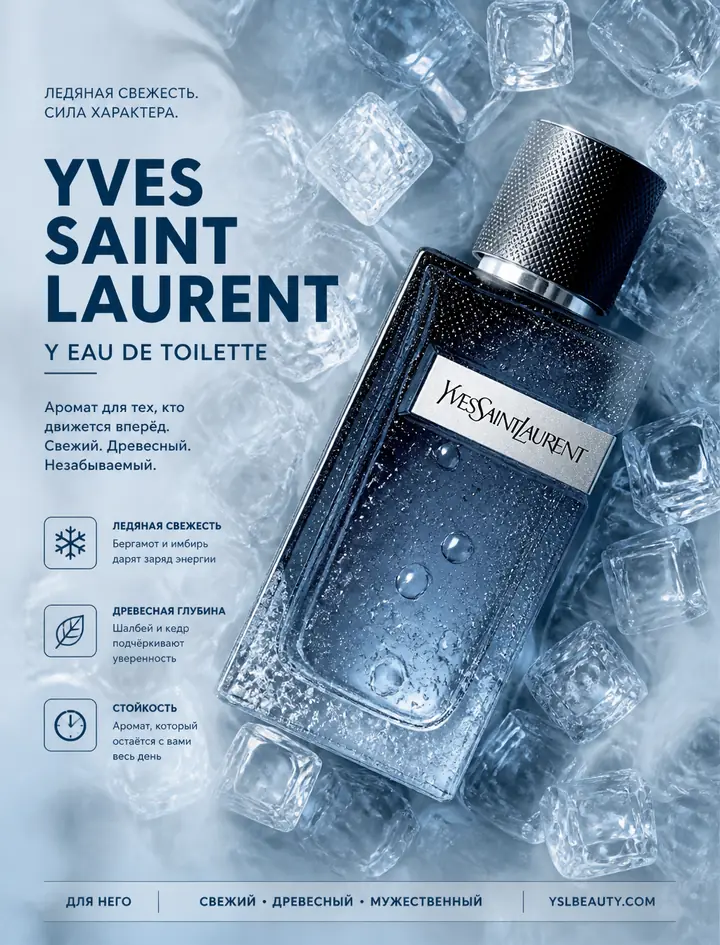 ЛЕДЯНАЯ СВЕЖЕСТЬ.
СИЛА ХАРАКТЕРА.
YVES
SAINT
LAURENT
Y EAU DE TOILETTE
Аромат для тех, кто
движется вперёд.
Свежий. Древесный.
Незабываемый.
ЛЕДЯНАЯ СВЕЖЕСТЬ
Бергамот и имбирь
дарят заряд энергии
ДРЕВЕСНАЯ ГЛУБИНА
Шалбей и кедр
подчёркивают
уверенность
СТОЙКОСТЬ
Аромат, который
остаётся с вами
весь день
YVESSAINTLAURENT
ДЛЯ НЕГО
СВЕЖИЙ • ДРЕВЕСНЫЙ • МУЖЕСТВЕННЫЙ
YSLBEAUTY.COM